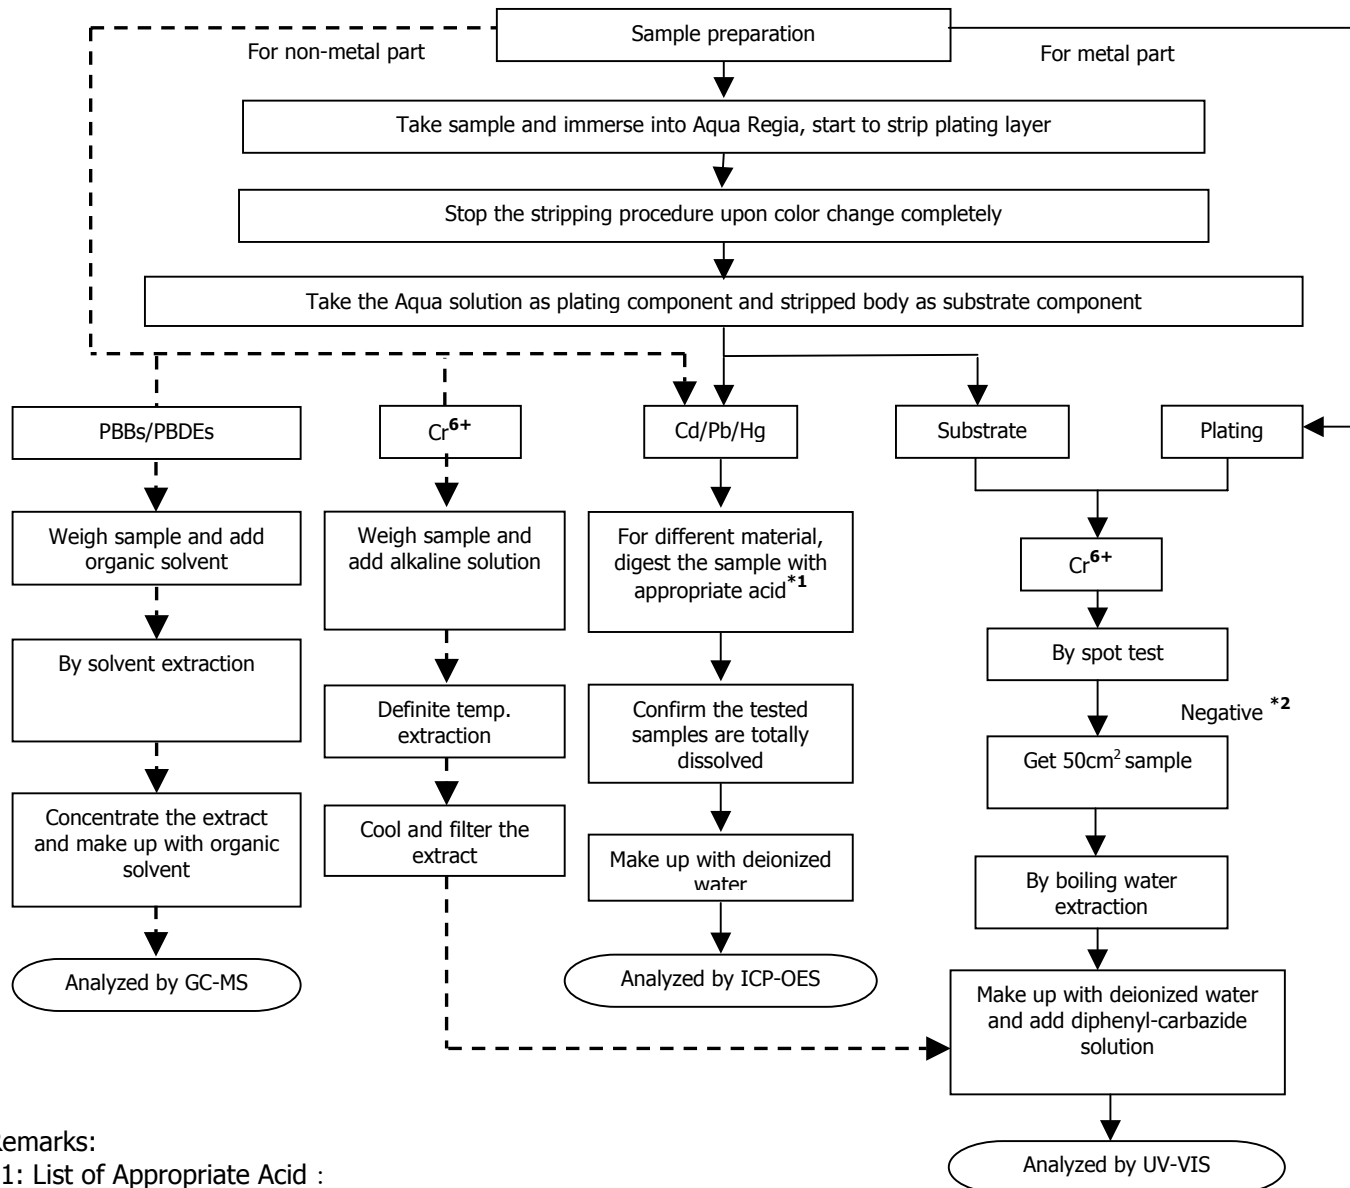 Sample preparation
For non-metal part
For metal part
Take sample and immerse into Aqua Regia, start to strip plating layer
Stop the stripping procedure upon color change completely
Take the Aqua solution as plating component and stripped body as substrate component
PBBs/PBDEs
Cr6+
Cd/Pb/Hg
Substrate
Plating
Weigh sample and add
organic solvent
By solvent extraction
Concentrate the extract
and make up with organic
solvent
Analyzed by GC-MS
Weigh sample and
add alkaline solution
Definite temp.
extraction
Cool and filter the
extract
For different material,
digest the sample with
appropriate acid*1
Confirm the tested
samples are totally
dissolved
Make up with deionized
water
Analyzed by ICP-OES
Cr6+
By spot test
Negative *2
Get 50cm2 sample
By boiling water
extraction
Make up with deionized water
and add diphenyl-carbazide
solution
Analyzed by UV-VIS
Remarks:
1: List of Appropriate Acid :